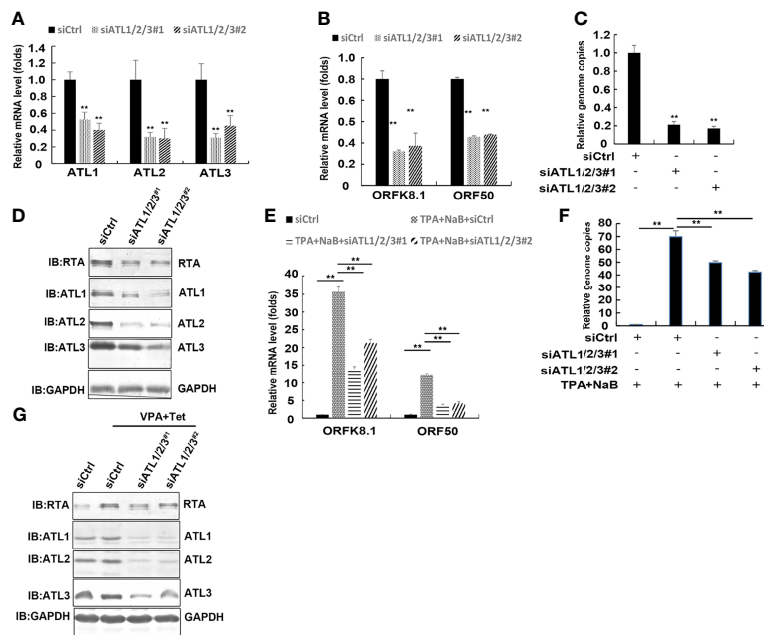 A
siCtrl siATL1/2/3#1 siATL1/2/3#2
Relative mRNA level (folds)
1.4
1.2
1.0
0.8
0.6
0.4
0.2
0
** ** ** ** ** **
ATL1 ATL2 ATL3
B
siCtrl siATL1/2/3#1 siATL1/2/3#2
Relative mRNA level (folds)
0.8
0.8
0.6
0.4
0.2
0
** ** ** **
ORFK8.1 ORF50
C
Relative genome copies
1.2
1.0
0.8
0.6
0.4
0.2
0.0
** **
siCtrl + - -
siATL1/2/3#1 - + -
siATL1/2/3#2 - - +
D
siCtrl siATL1/2/3#1 siATL1/2/3#2
IB:RTA RTA
IB:ATL1 ATL1
IB:ATL2 ATL2
IB:ATL3 ATL3
IB:GAPDH GAPDH
E
siCtrl TPA+NaB+siCtrl
TPA+NaB+siATL1/2/3#1 TPA+NaB+siATL1/2/3#2
Relative mRNA level (folds)
40
35
30
25
20
15
10
5
0
** ** **
** ** **
ORFK8.1 ORF50
F
Relative genome copies
80
70
60
50
40
30
20
10
0
** ** **
siCtrl + + - -
siATL1/2/3#1 - - + -
siATL1/2/3#2 - - - +
TPA+NaB + + + +
G
VPA+Tet
siCtrl siCtrl siATL1/2/3#1 siATL1/2/3#2
IB:RTA RTA
IB:ATL1 ATL1
IB:ATL2 ATL2
IB:ATL3 ATL3
IB:GAPDH GAPDH